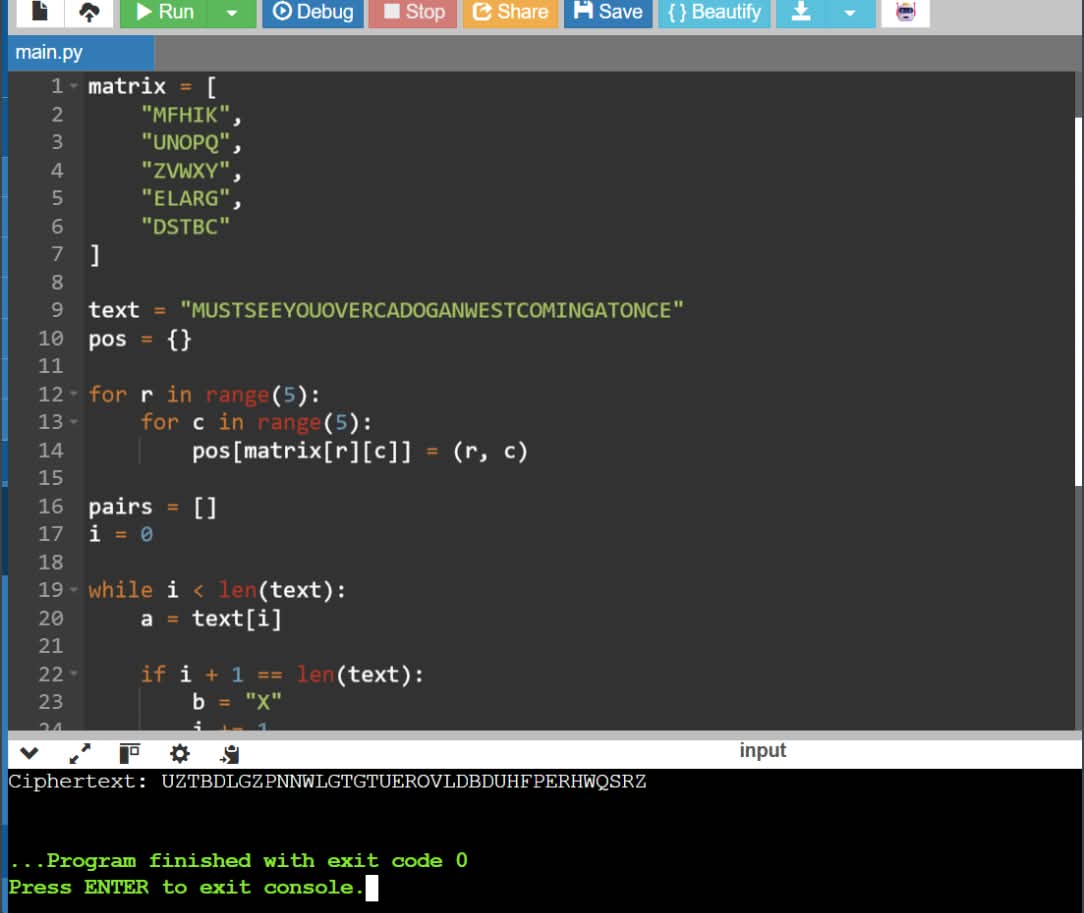 Run Debug Stop Share Save { } Beautify
main.py
1 matrix = [
2 "MFHIK",
3 "UNOPQ",
4 "ZVWXY",
5 "ELARG",
6 "DSTBC"
7 ]
8
9 text = "MUSTSEEYOUOVERCADOGANWESTCOMINGATONCE"
10 pos = {}
11
12 for r in range(5):
13 for c in range(5):
14 pos[matrix[r][c]] = (r, c)
15
16 pairs = []
17 i = 0
18
19 while i < len(text):
20 a = text[i]
21
22 if i + 1 == len(text):
23 b = "X"
24 i += 1
input
Ciphertext: UZTBDLGZPNNWLGTGTUEROVLDBDUHFPERHWQSRZ
...Program finished with exit code 0
Press ENTER to exit console.